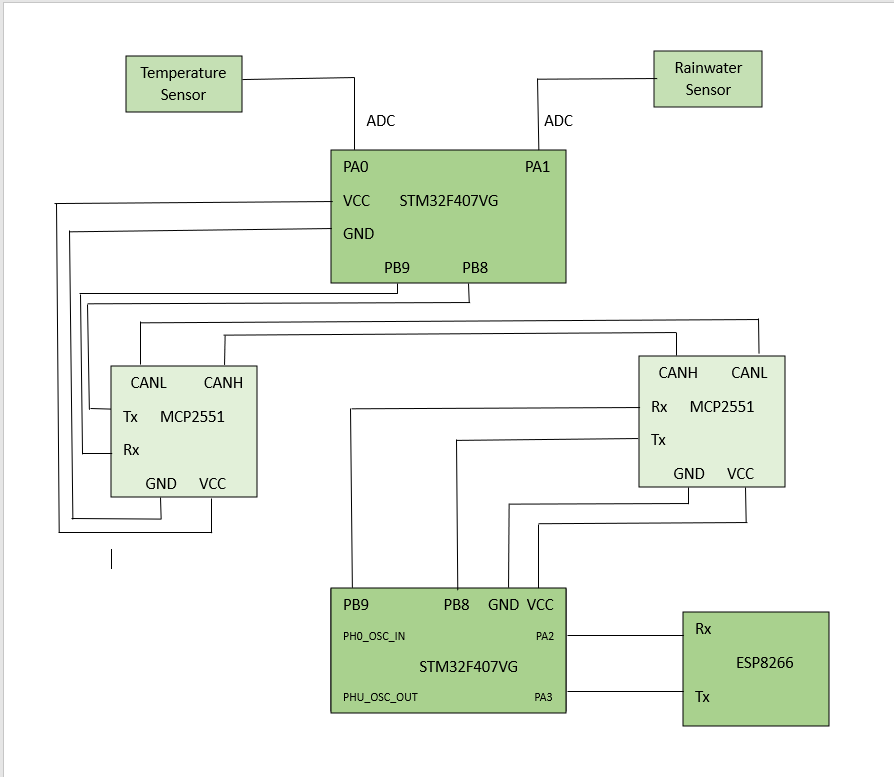 Temperature
Sensor
Rainwater
Sensor
ADC
ADC
PA0
PA1
VCC
STM32F407VG
GND
PB9
PB8
CANL
CANH
Tx
MCP2551
Rx
GND
VCC
CANH
CANL
Rx
MCP2551
Tx
GND
VCC
PB9
PB8
GND
VCC
PH0_OSC_IN
PA2
STM32F407VG
PHU_OSC_OUT
PA3
Rx
ESP8266
Tx